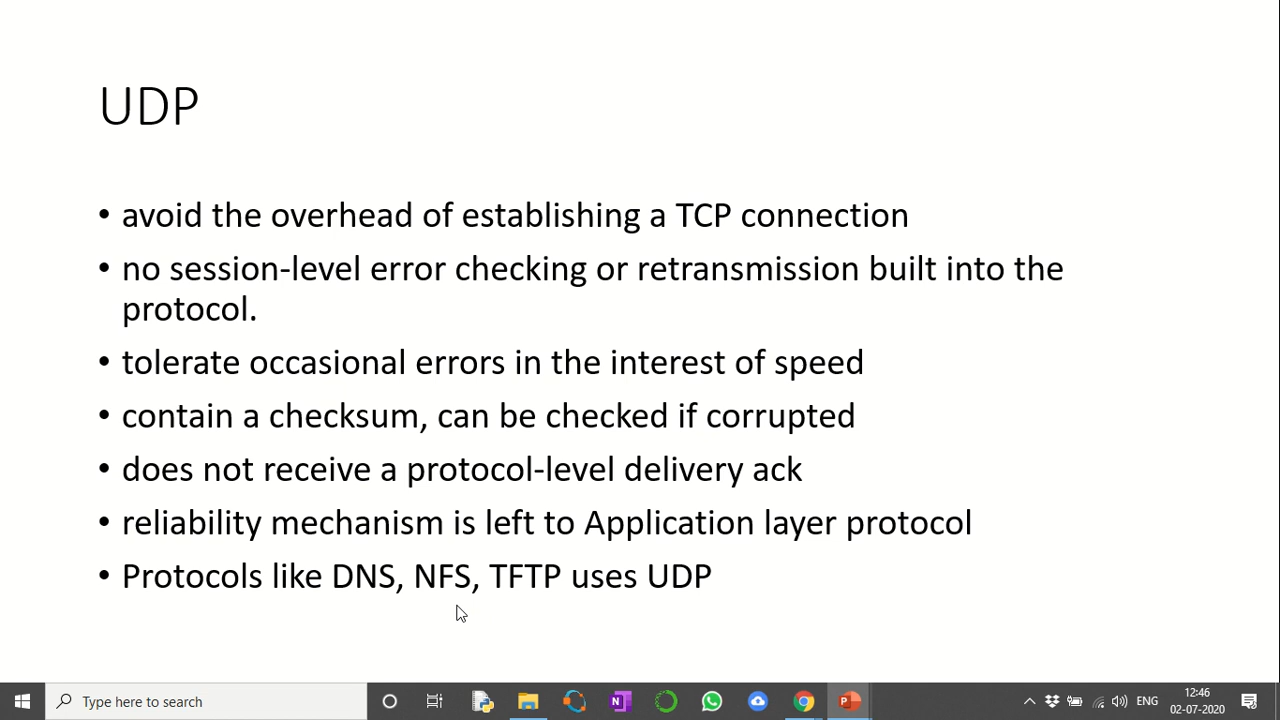 UDP
• avoid the overhead of establishing a TCP connection
• no session-level error checking or retransmission built into the
protocol.
• tolerate occasional errors in the interest of speed
• contain a checksum, can be checked if corrupted
• does not receive a protocol-level delivery ack
• reliability mechanism is left to Application layer protocol
• Protocols like DNS, NFS, TFTP uses UDP
Type here to search
N
P
ENG
12:46
02-07-2020